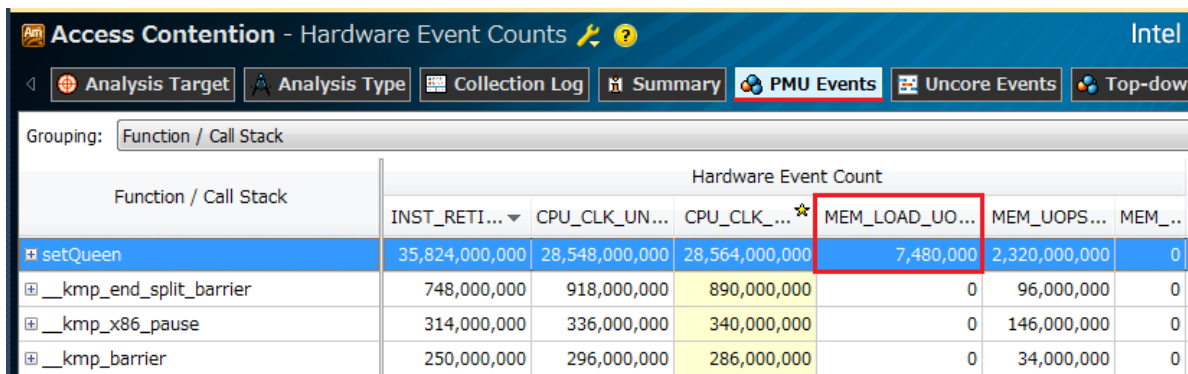 Access Contention - Hardware Event Counts ? Intel
Analysis Target Analysis Type Collection Log Summary PMU Events Uncore Events Top-dow
Grouping: Function / Call Stack
Function / Call Stack
Hardware Event Count
INST_RETI... CPU_CLK_UN... CPU_CLK_... MEM_LOAD_UO... MEM_UOPS... MEM_..
setQueen 35,824,000,000 28,548,000,000 28,564,000,000 7,480,000 2,320,000,000 0
__kmp_end_split_barrier 748,000,000 918,000,000 890,000,000 0 96,000,000 0
__kmp_x86_pause 314,000,000 336,000,000 340,000,000 0 146,000,000 0
__kmp_barrier 250,000,000 296,000,000 286,000,000 0 34,000,000 0